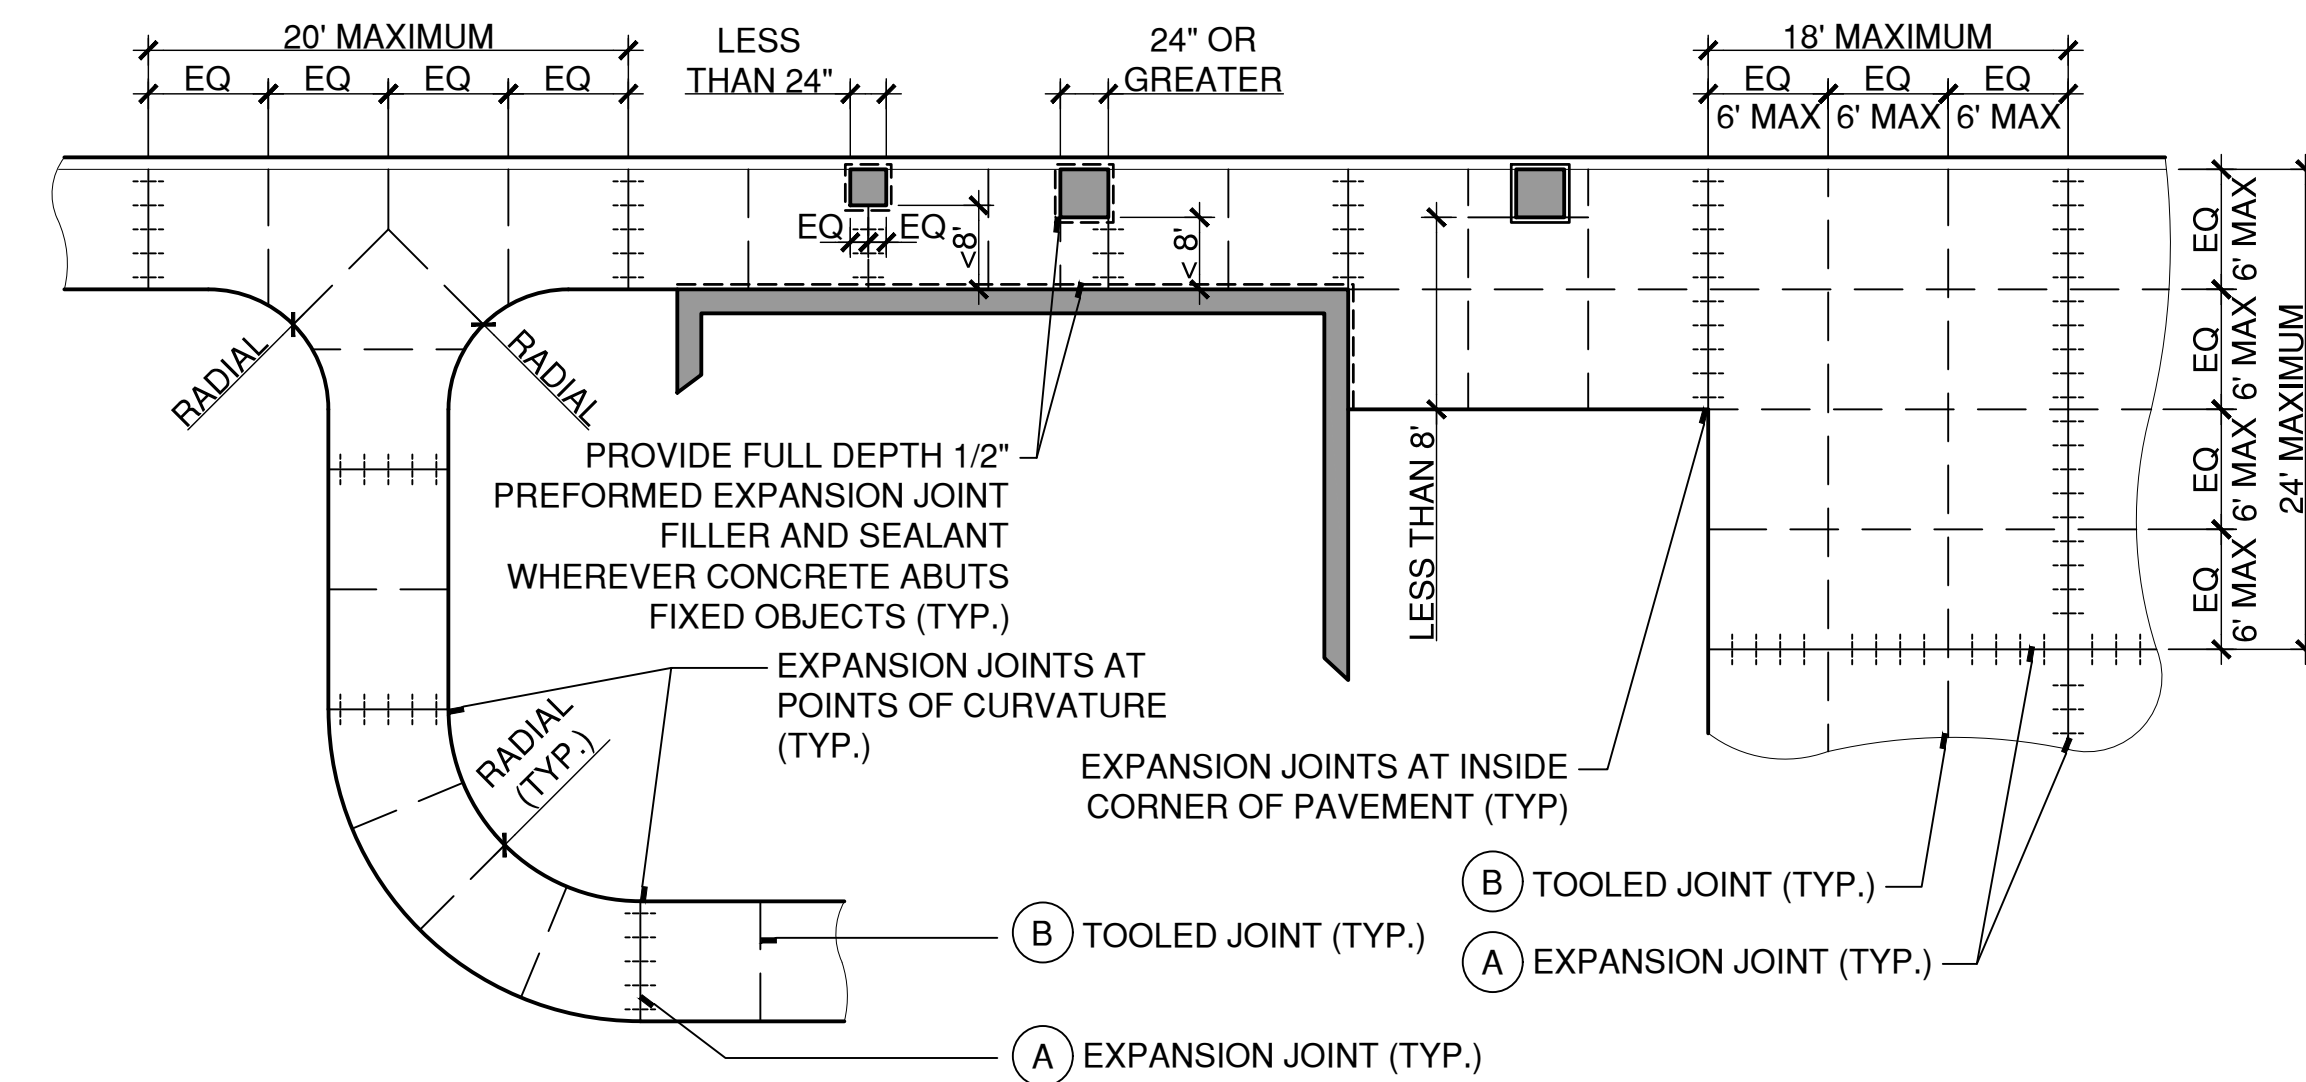 20' MAXIMUM
EQ EQ EQ EQ
LESS
THAN 24"
24" OR
GREATER
18' MAXIMUM
EQ EQ EQ
6' MAX 6' MAX 6' MAX
EQ EQ
<8'
<8'
EQ EQ EQ EQ
6' MAX 6' MAX 6' MAX 6' MAX
24' MAXIMUM
RADIAL
RADIAL
LESS THAN 8'
PROVIDE FULL DEPTH 1/2"
PREFORMED EXPANSION JOINT
FILLER AND SEALANT
WHEREVER CONCRETE ABUTS
FIXED OBJECTS (TYP.)
EXPANSION JOINTS AT
POINTS OF CURVATURE
(TYP.)
RADIAL
(TYP.)
EXPANSION JOINTS AT INSIDE
CORNER OF PAVEMENT (TYP)
B TOOLED JOINT (TYP.)
A EXPANSION JOINT (TYP.)
B TOOLED JOINT (TYP.)
A EXPANSION JOINT (TYP.)